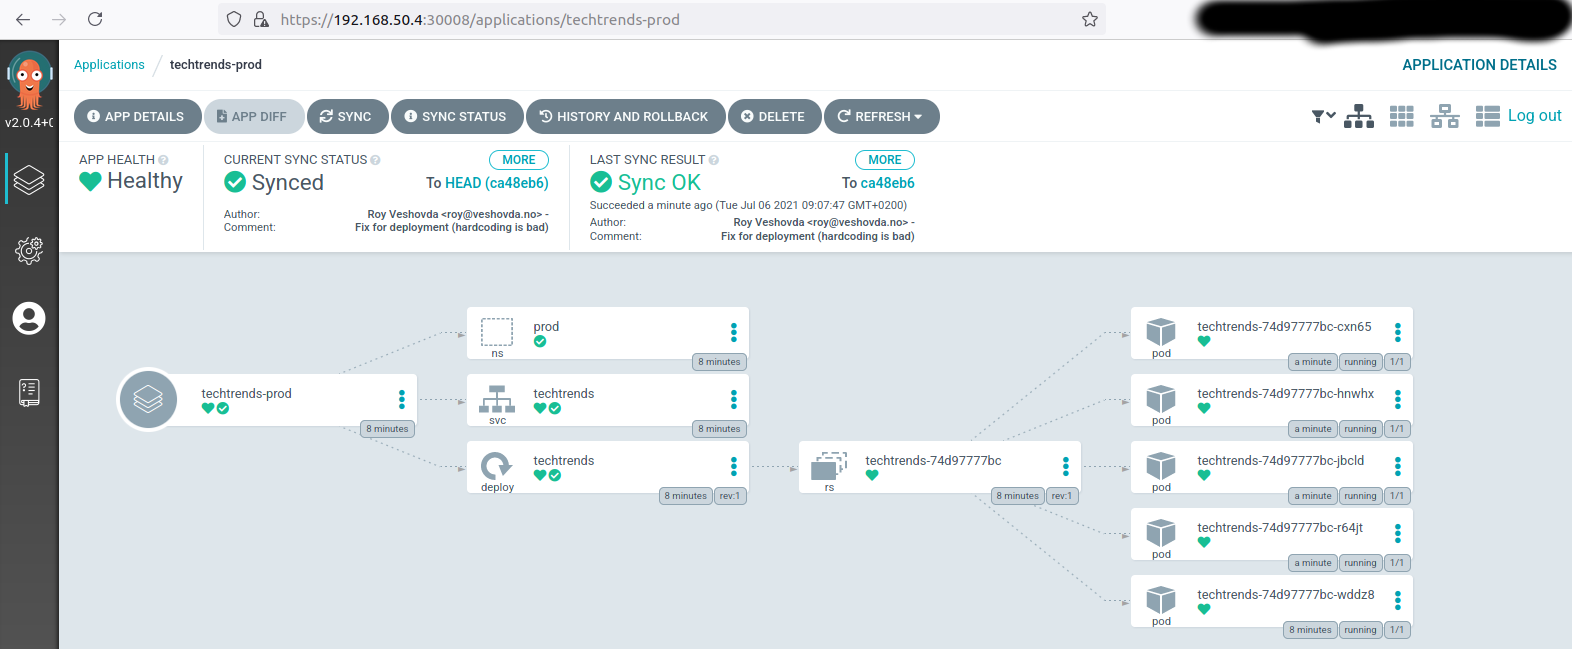 https://192.168.50.4:30008/applications/techtrends-prod
Applications / techtrends-prod
APPLICATION DETAILS
v2.0.4+0
APP DETAILS
APP DIFF
SYNC
SYNC STATUS
HISTORY AND ROLLBACK
DELETE
REFRESH
Log out
APP HEALTH
Healthy
CURRENT SYNC STATUS
MORE
Synced
To HEAD (ca48eb6)
Author: Roy Veshovda <roy@veshovda.no> -
Comment: Fix for deployment (hardcoding is bad)
LAST SYNC RESULT
MORE
Sync OK
To ca48eb6
Succeeded a minute ago (Tue Jul 06 2021 09:07:47 GMT+0200)
Author: Roy Veshovda <roy@veshovda.no> -
Comment: Fix for deployment (hardcoding is bad)
techtrends-prod
8 minutes
prod
ns
8 minutes
techtrends
svc
8 minutes
techtrends
deploy
8 minutes rev:1
techtrends-74d97777bc
rs
8 minutes rev:1
techtrends-74d97777bc-cxn65
pod
a minute running 1/1
techtrends-74d97777bc-hnwhx
pod
a minute running 1/1
techtrends-74d97777bc-jbcld
pod
a minute running 1/1
techtrends-74d97777bc-r64jt
pod
a minute running 1/1
techtrends-74d97777bc-wddz8
pod
8 minutes running 1/1